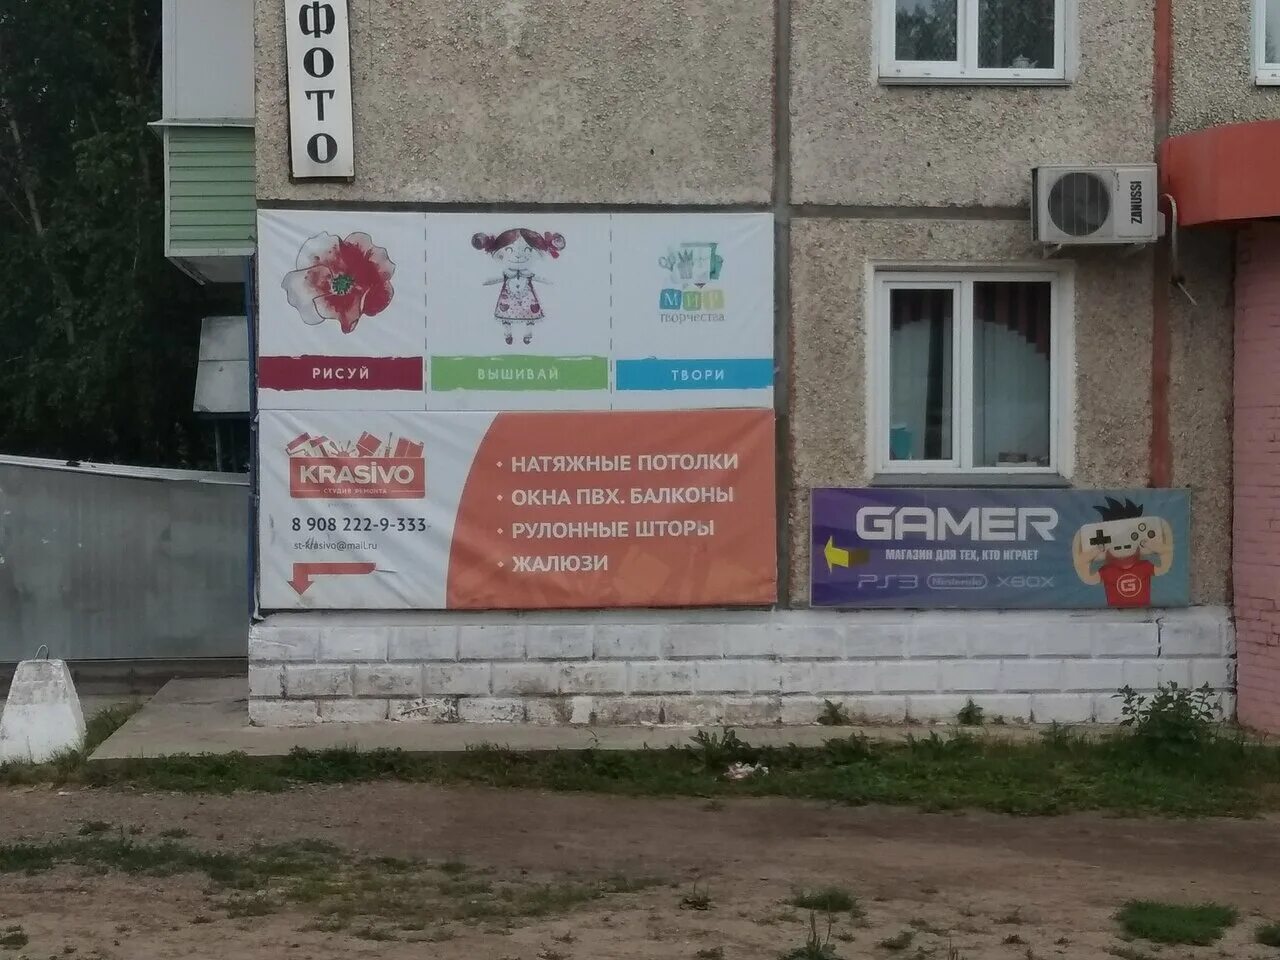 ФОТО
РИСУЙ
ВЫШИВАЙ
МИР
творчества
ТВОРИ
KRASIVO
СТУДИЯ РЕМОНТА
8 908 222-9-333
st-krasivo@mail.ru
• НАТЯЖНЫЕ ПОТОЛКИ
• ОКНА ПВХ. БАЛКОНЫ
• РУЛОННЫЕ ШТОРЫ
• ЖАЛЮЗИ
ZANUSSI
GAMER
МАГАЗИН ДЛЯ ТЕХ, КТО ИГРАЕТ
PS3 Nintendo XBOX
G